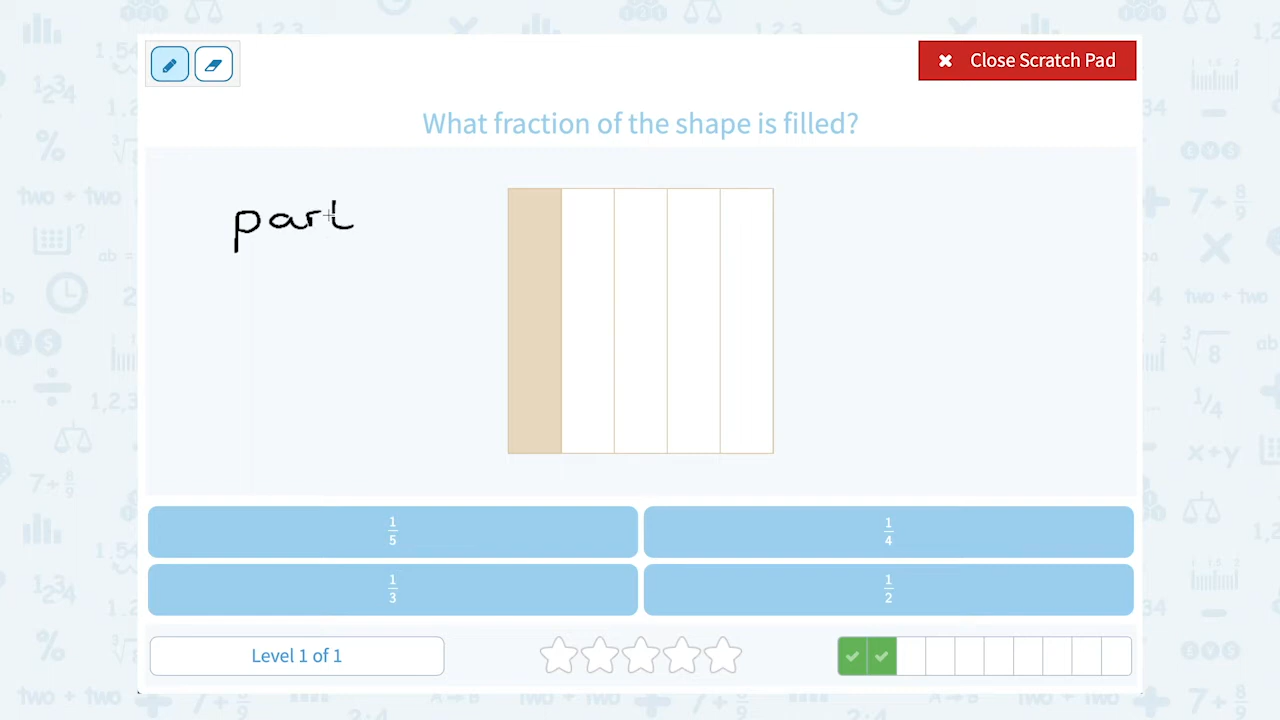 ✖ Close Scratch Pad
What fraction of the shape is filled?
part
1/5
1/4
1/3
1/2
Level 1 of 1